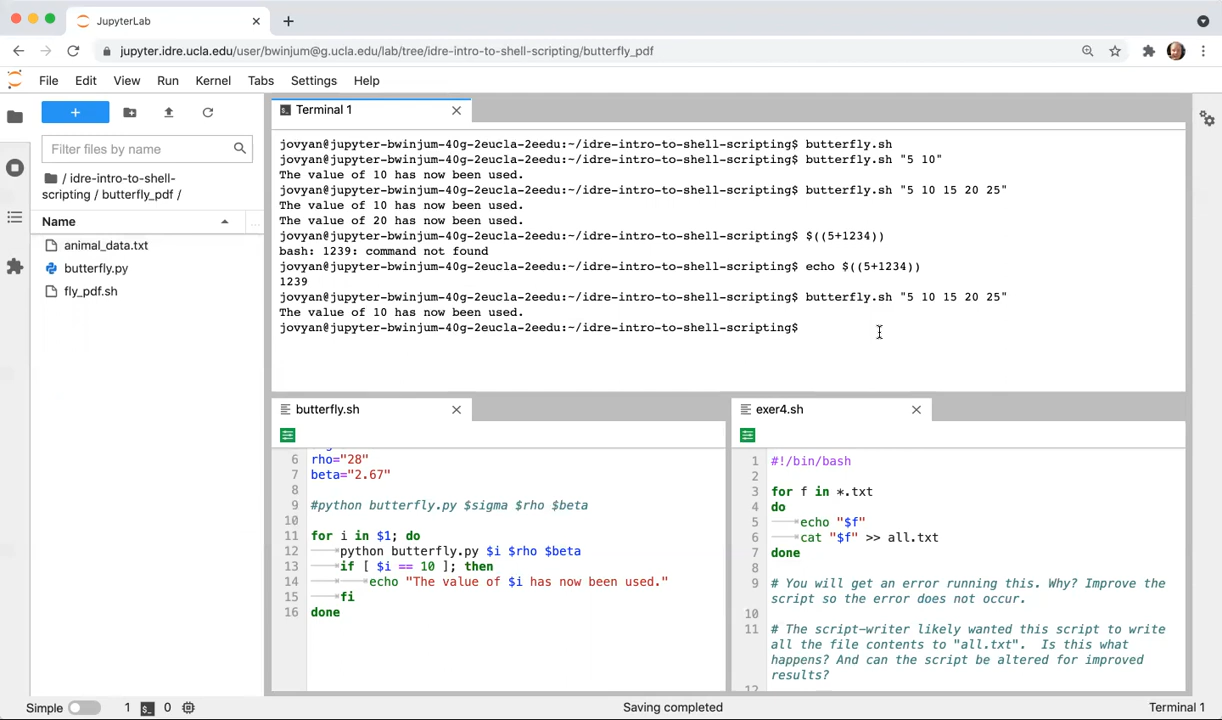 JupyterLab
jupyter.idre.ucla.edu/user/bwinjum@g.ucla.edu/lab/tree/idre-intro-to-shell-scripting/butterfly_pdf
File Edit View Run Kernel Tabs Settings Help
Filter files by name
/ idre-intro-to-shell-
scripting / butterfly_pdf /
Name
...
animal_data.txt
butterfly.py
fly_pdf.sh
Terminal 1
jovyan@jupyter-bwinjum-40g-2eucla-2eedu:~/idre-intro-to-shell-scripting$ butterfly.sh
jovyan@jupyter-bwinjum-40g-2eucla-2eedu:~/idre-intro-to-shell-scripting$ butterfly.sh "5 10"
The value of 10 has now been used.
jovyan@jupyter-bwinjum-40g-2eucla-2eedu:~/idre-intro-to-shell-scripting$ butterfly.sh "5 10 15 20 25"
The value of 10 has now been used.
The value of 20 has now been used.
jovyan@jupyter-bwinjum-40g-2eucla-2eedu:~/idre-intro-to-shell-scripting$ $((5+1234))
bash: 1239: command not found
jovyan@jupyter-bwinjum-40g-2eucla-2eedu:~/idre-intro-to-shell-scripting$ echo $((5+1234))
1239
jovyan@jupyter-bwinjum-40g-2eucla-2eedu:~/idre-intro-to-shell-scripting$ butterfly.sh "5 10 15 20 25"
The value of 10 has now been used.
jovyan@jupyter-bwinjum-40g-2eucla-2eedu:~/idre-intro-to-shell-scripting$
butterfly.sh
6 rho="28"
7 beta="2.67"
8
9 #python butterfly.py $sigma $rho $beta
10
11 for i in $1; do
12 python butterfly.py $i $rho $beta
13 if [ $i == 10 ]; then
14 echo "The value of $i has now been used."
15 fi
16 done
exer4.sh
1 #!/bin/bash
2
3 for f in *.txt
4 do
5 echo "$f"
6 cat "$f" >> all.txt
7 done
8
9 # You will get an error running this. Why? Improve the
script so the error does not occur.
10
11 # The script-writer likely wanted this script to write
all the file contents to "all.txt". Is this what
happens? And can the script be altered for improved
results?
12
Simple 1 0 Saving completed Terminal 1